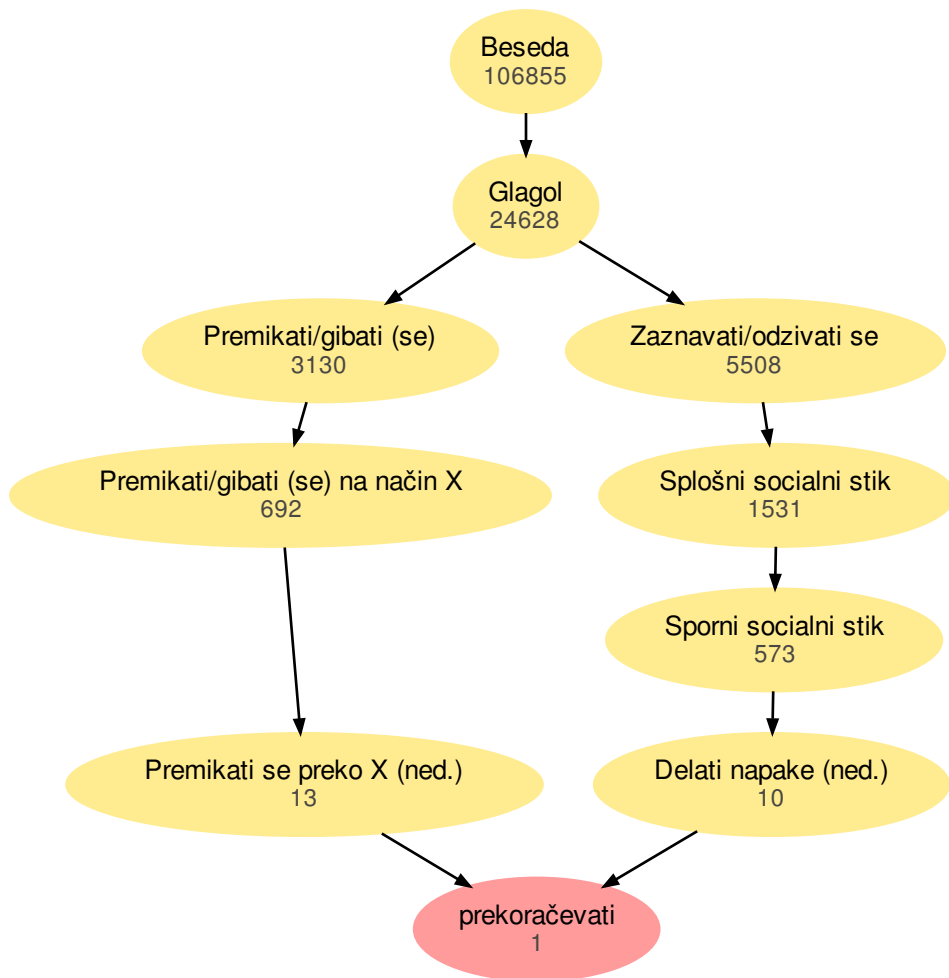 Beseda
106855
Glagol
24628
Premikati/gibati (se)
3130
Zaznavati/odzivati se
5508
Premikati/gibati (se) na način X
692
Splošni socialni stik
1531
Sporni socialni stik
573
Premikati se preko X (ned.)
13
Delati napake (ned.)
10
prekoračevati
1